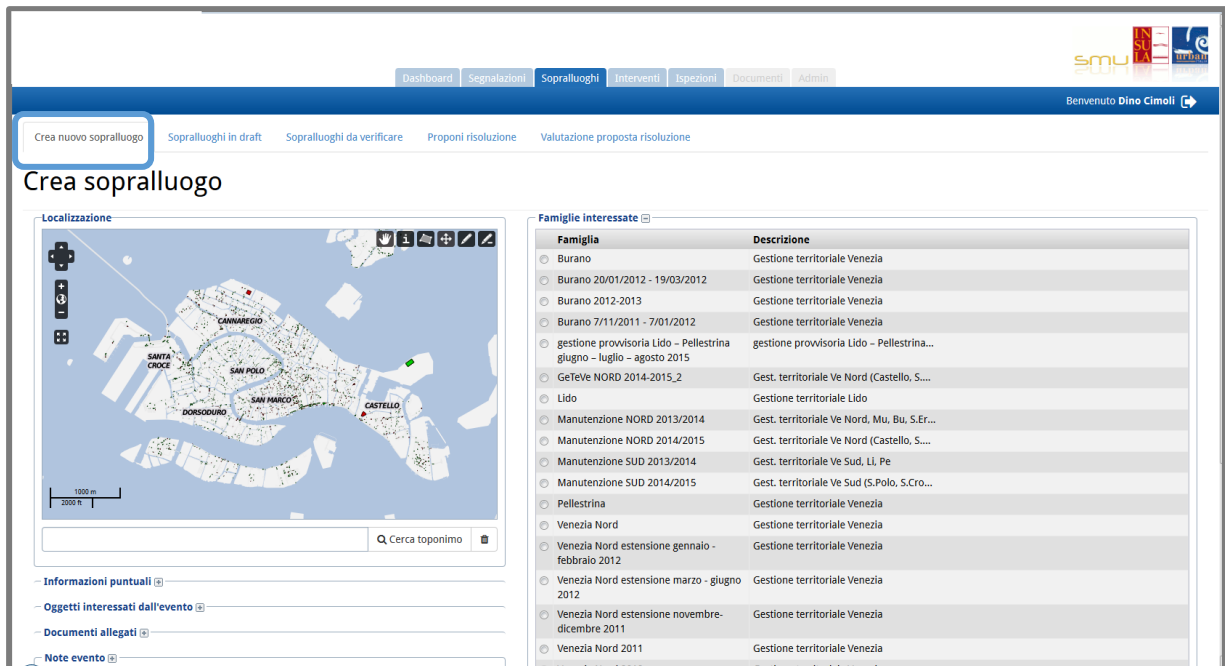 smu INSULA urban
Dashboard Segnalazioni Sopralluoghi Interventi Ispezioni Documenti Admin
Benvenuto Dino Cimoli
Crea nuovo sopralluogo Sopralluoghi in draft Sopralluoghi da verificare Proponi risoluzione Valutazione proposta risoluzione
Crea sopralluogo
Localizzazione
CANNAREGIO
SANTA
CROCE
SAN POLO
SAN MARCO
DORSODURO
CASTELLO
1000 m
2000 ft
Cerca toponimo
Informazioni puntuali
Oggetti interessati dall'evento
Documenti allegati
Note evento
Famiglie interessate
Famiglia Descrizione
Burano Gestione territoriale Venezia
Burano 20/01/2012 - 19/03/2012 Gestione territoriale Venezia
Burano 2012-2013 Gestione territoriale Venezia
Burano 7/11/2011 - 7/01/2012 Gestione territoriale Venezia
gestione provvisoria Lido – Pellestrina gestione provvisoria Lido – Pellestrina...
giugno – luglio – agosto 2015
GeTeVe NORD 2014-2015_2 Gest. territoriale Ve Nord (Castello, S....
Lido Gestione territoriale Lido
Manutenzione NORD 2013/2014 Gest. territoriale Ve Nord, Mu, Bu, S.Er...
Manutenzione NORD 2014/2015 Gest. territoriale Ve Nord (Castello, S....
Manutenzione SUD 2013/2014 Gest. territoriale Ve Sud, Li, Pe
Manutenzione SUD 2014/2015 Gest. territoriale Ve Sud (S.Polo, S.Cro...
Pellestrina Gestione territoriale Venezia
Venezia Nord Gestione territoriale Venezia
Venezia Nord estensione gennaio - Gestione territoriale Venezia
febbraio 2012
Venezia Nord estensione marzo - giugno Gestione territoriale Venezia
2012
Venezia Nord estensione novembre- Gestione territoriale Venezia
dicembre 2011
Venezia Nord 2011 Gestione territoriale Venezia